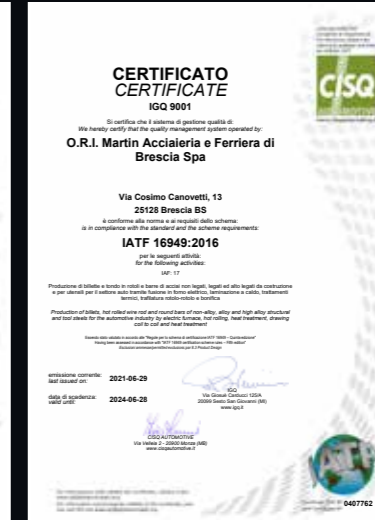 CERTIFICATO
CERTIFICATE
IGQ 9001
Si certifica che il sistema di gestione qualità di:
We hereby certify that the quality management system operated by:
O.R.I. Martin Acciaieria e Ferriera di
Brescia Spa
Via Cosimo Canovetti, 13
25128 Brescia BS
è conforme alla norma e ai requisiti dello schema:
is in compliance with the standard and the scheme requirements:
IATF 16949:2016
per le seguenti attività:
for the following activities:
IAF: 17
Produzione di billette e tondo in rotoli e barre di acciai non legati, legati ed alto legati da costruzione
e per utensili per il settore auto tramite fusione in forno elettrico, laminazione a caldo, trattamenti
termici, trafilatura rotolo-rotolo e bonifica
Production of billets, hot rolled wire rod and round bars of non-alloy, alloy and high alloy structural
and tool steels for the automotive industry by electric furnace, hot rolling, heat treatment, drawing
coil to coil and heat treatment
emissione corrente:
last issued on:
2021-06-29
data di scadenza:
valid until:
2024-06-28
IGQ
Via Giosuè Carducci 125/A
20099 Sesto San Giovanni (MI)
www.igq.it
CISQ AUTOMOTIVE
Via Velleia 2 - 20900 Monza (MB)
www.cisqautomotive.it
CISQ
IATF
0407762